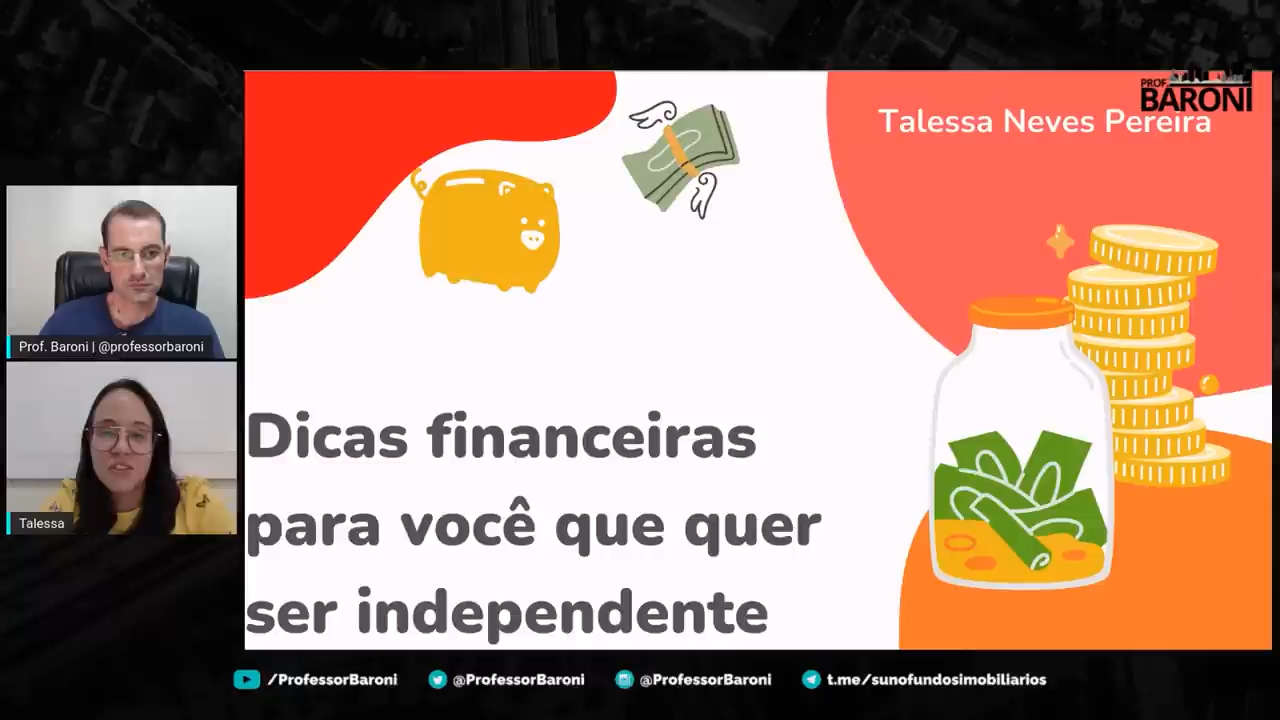 PROF.
BARONI
Talessa Neves Pereira
Prof. Baroni | @professorbaroni
Talessa
Dicas financeiras
para você que quer
ser independente
/ProfessorBaroni
@ProfessorBaroni
@ProfessorBaroni
t.me/sunofundosimobiliarios